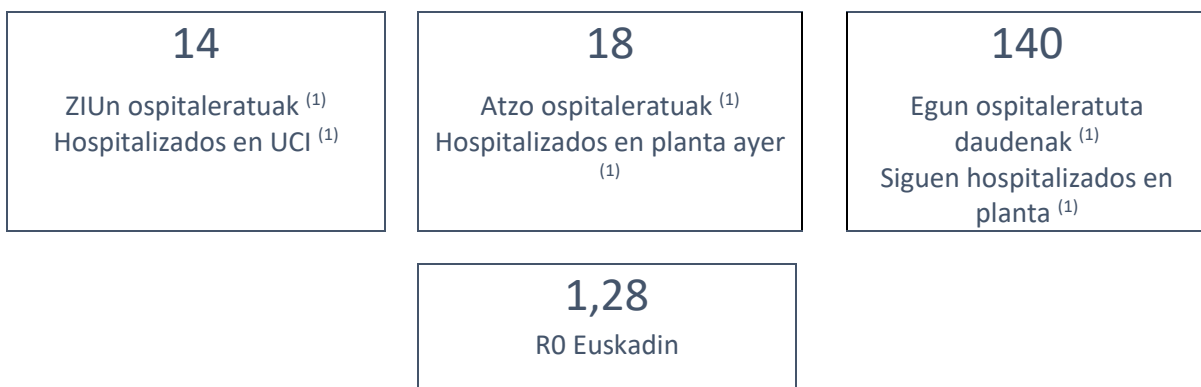 14
ZIUn ospitaleratuak (1)
Hospitalizados en UCI (1)
18
Atzo ospitaleratuak (1)
Hospitalizados en planta ayer
(1)
140
Egun ospitaleratuta
daudenak (1)
Siguen hospitalizados en
planta (1)
1,28
R0 Euskadin